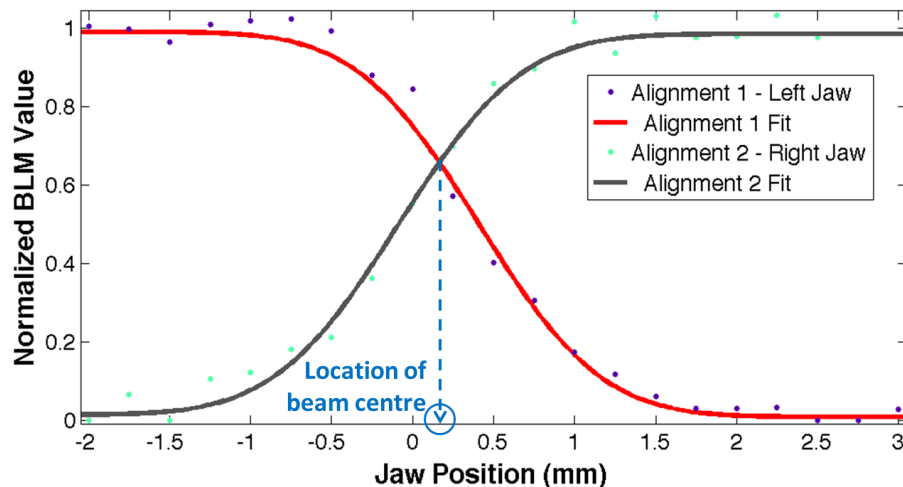 Normalized BLM Value
1
0.8
0.6
0.4
0.2
0
Alignment 1 - Left Jaw
Alignment 1 Fit
Alignment 2 - Right Jaw
Alignment 2 Fit
Location of
beam centre
-2 -1.5 -1 -0.5 0 0.5 1 1.5 2 2.5 3
Jaw Position (mm)